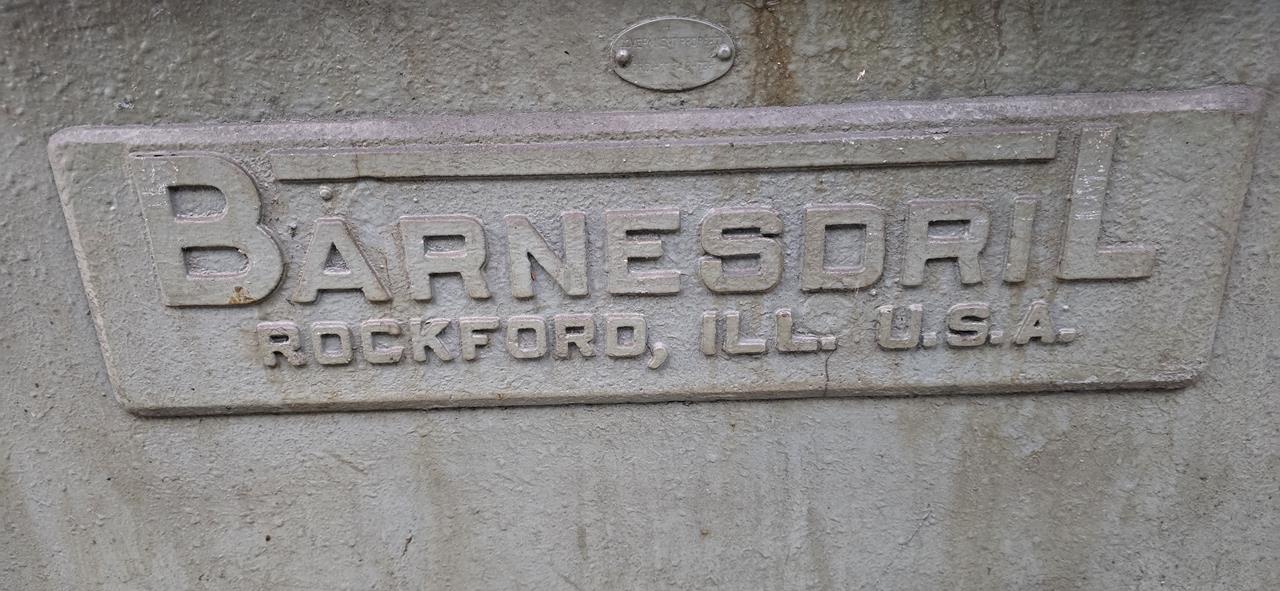 BARNESDRIL
ROCKFORD, ILL. U.S.A.